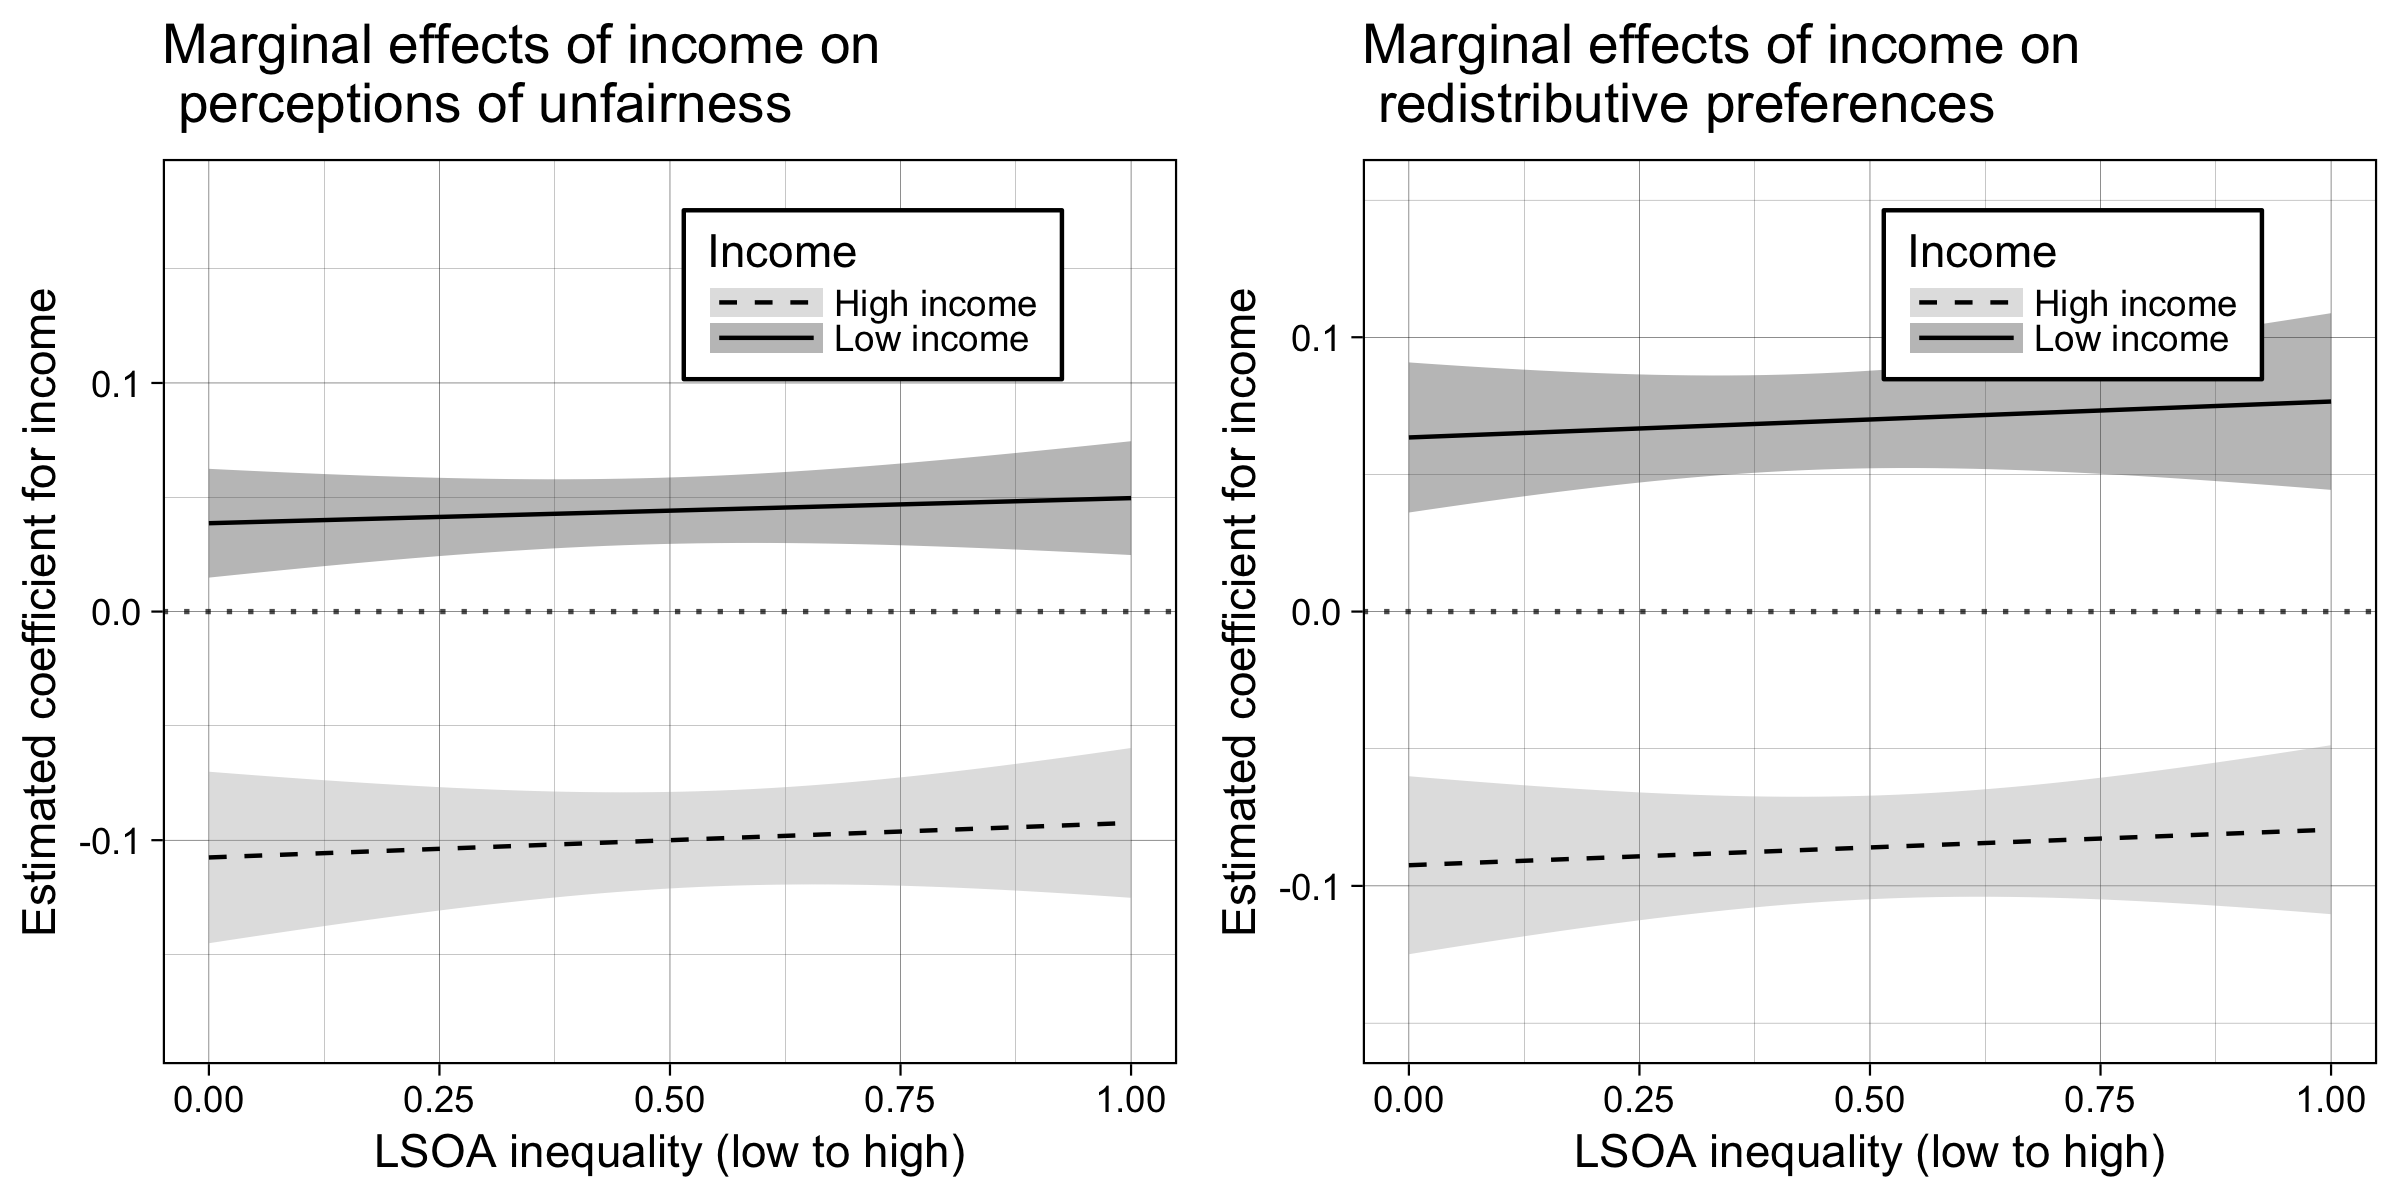 Marginal effects of income on
perceptions of unfairness
Estimated coefficient for income
0.1
0.0
-0.1
Income
High income
Low income
0.00
0.25
0.50
0.75
1.00
LSOA inequality (low to high)
Marginal effects of income on
redistributive preferences
Estimated coefficient for income
0.1
0.0
-0.1
Income
High income
Low income
0.00
0.25
0.50
0.75
1.00
LSOA inequality (low to high)